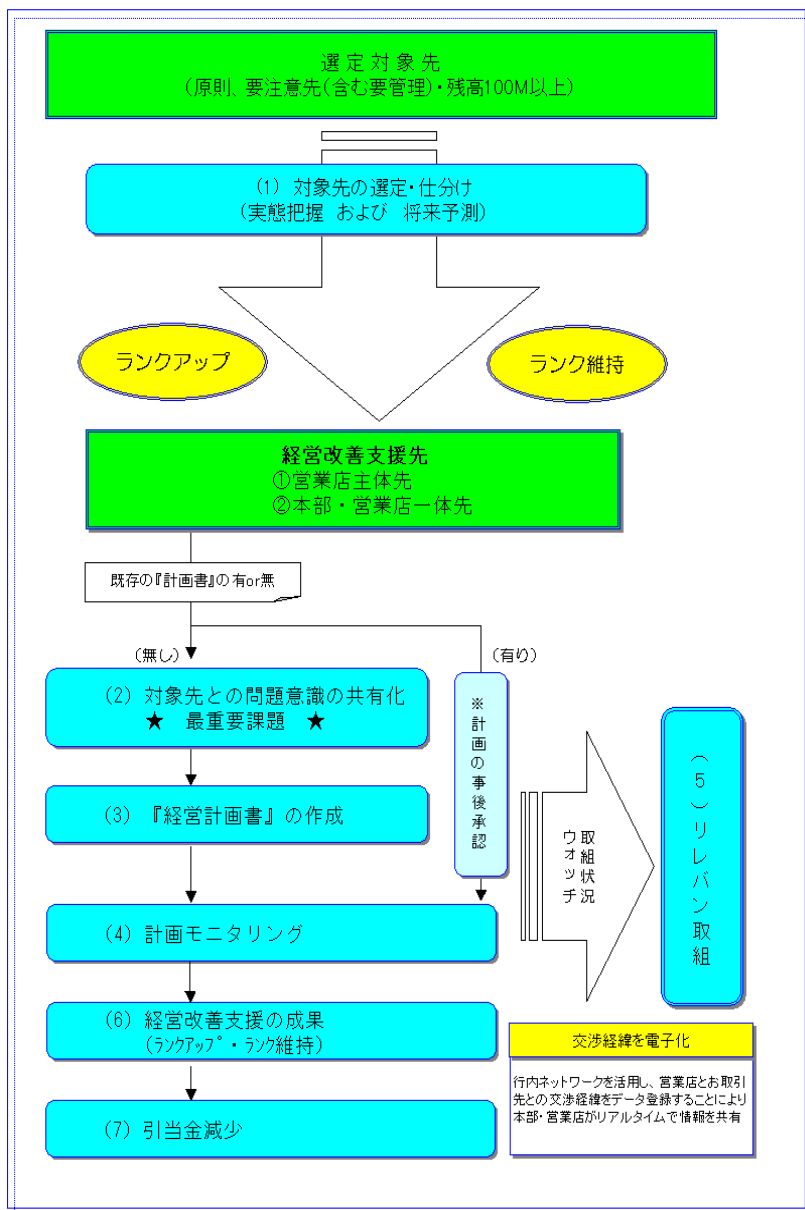 選定対象先
(原則、要注意先(含む要管理)・残高100M以上)
(1) 対象先の選定・仕分け
(実態把握 および 将来予測)
ランクアップ
ランク維持
経営改善支援先
①営業店主体先
②本部・営業店一体先
既存の『計画書』の有or無
(無し)
(有り)
(2) 対象先との問題意識の共有化
★ 最重要課題 ★
※計画の事後承認
(3) 『経営計画書』の作成
取組状況
ウオッチ
(5)リレバン取組
(4) 計画モニタリング
(6) 経営改善支援の成果
(ﾗﾝｸｱｯﾌﾟ・ﾗﾝｸ維持)
(7) 引当金減少
交渉経緯を電子化
行内ネットワークを活用し、営業店とお取引
先との交渉経緯をデータ登録することにより
本部・営業店がリアルタイムで情報を共有